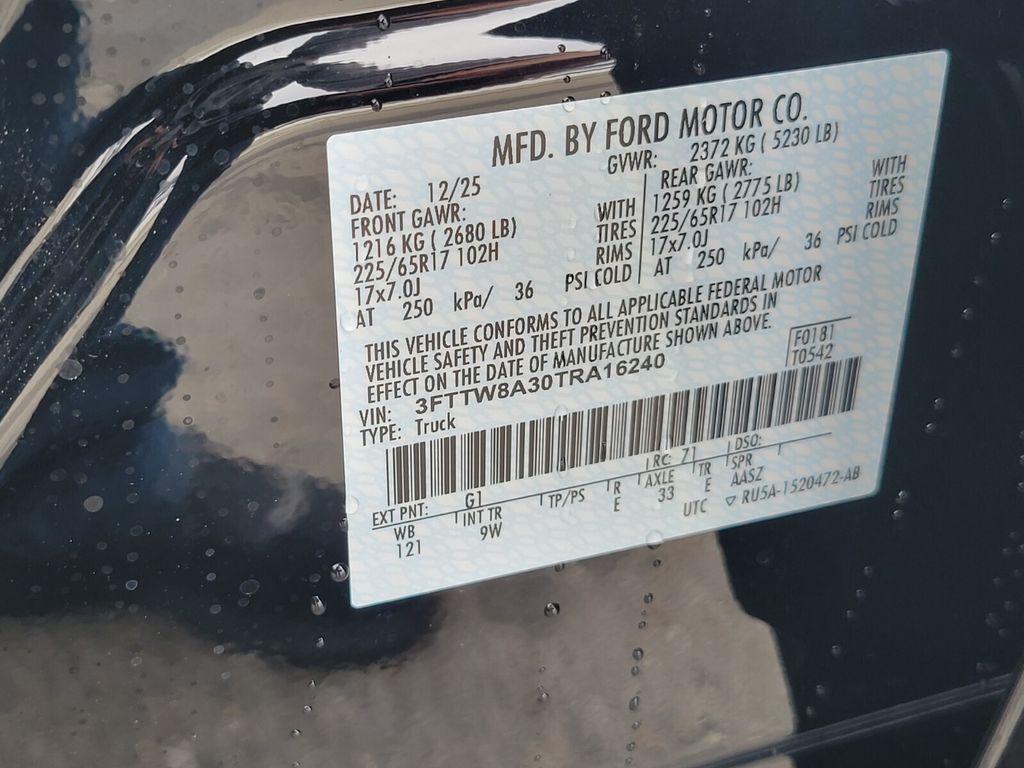 MFD. BY FORD MOTOR CO.
DATE: 12/25
GVWR: 2372 KG ( 5230 LB)
FRONT GAWR:
1216 KG ( 2680 LB) WITH
225/65R17 102H TIRES
17x7.0J RIMS
AT 250 kPa/ 36 PSI COLD
REAR GAWR:
1259 KG ( 2775 LB) WITH
225/65R17 102H TIRES
17x7.0J RIMS
AT 250 kPa/ 36 PSI COLD
THIS VEHICLE CONFORMS TO ALL APPLICABLE FEDERAL MOTOR
VEHICLE SAFETY AND THEFT PREVENTION STANDARDS IN
EFFECT ON THE DATE OF MANUFACTURE SHOWN ABOVE.
VIN: 3FTTW8A30TRA16240
TYPE: Truck
F0181
T0542
EXT PNT: G1 RC: 71 DSO:
WB INT TR TP/PS R AXLE TR SPR
121 9W E 33 E AASZ
UTC ▽ RU5A-1520472-AB